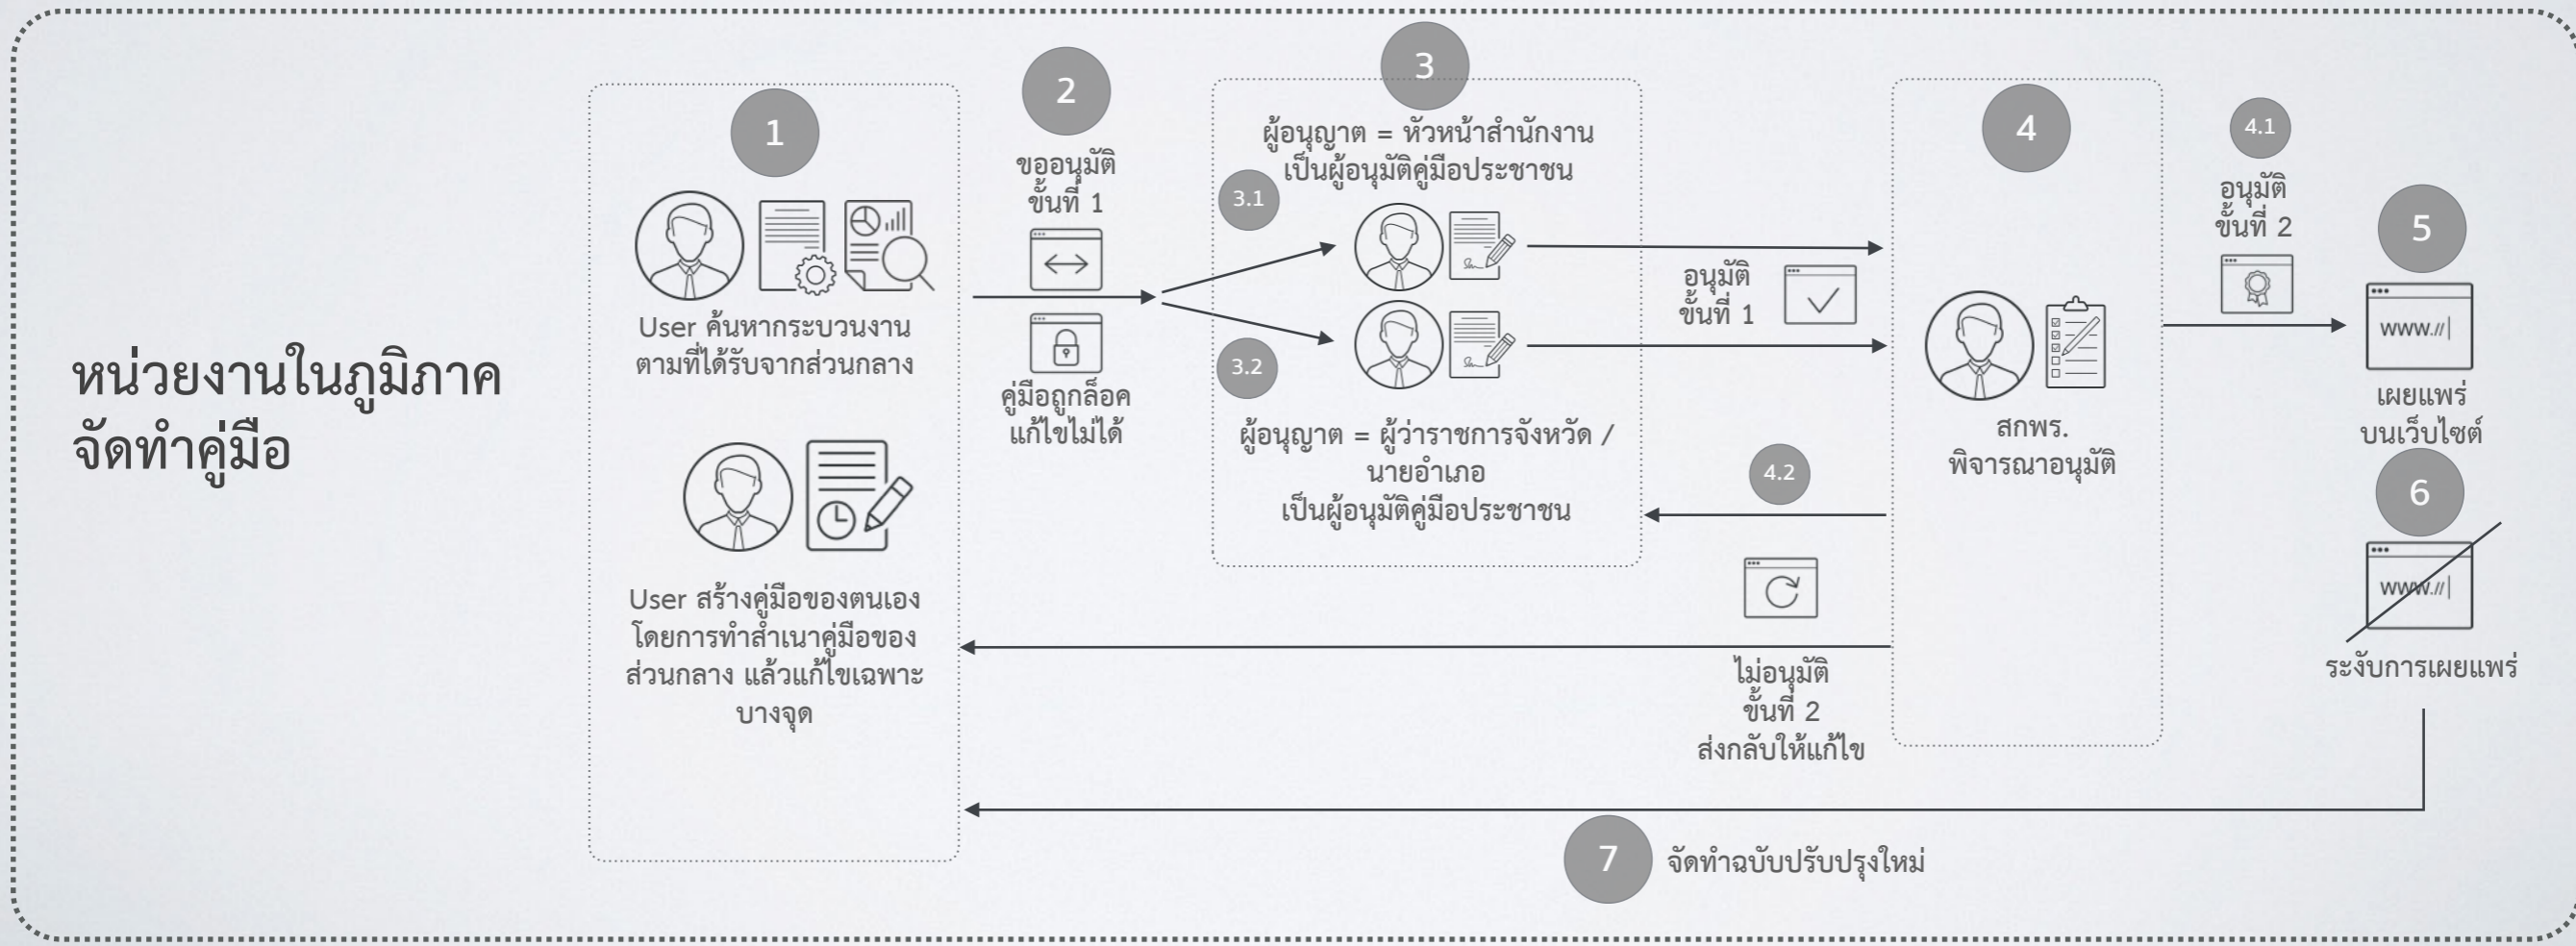 หน่วยงานในภูมิภาค
จัดทำคู่มือ
1
User ค้นหากระบวนงาน
ตามที่ได้รับจากส่วนกลาง
User สร้างคู่มือของตนเอง
โดยการทำสำเนาคู่มือของ
ส่วนกลาง แล้วแก้ไขเฉพาะ
บางจุด
2
ขออนุมัติ
ขั้นที่ 1
คู่มือถูกล็อค
แก้ไขไม่ได้
3
ผู้อนุญาต = หัวหน้าสำนักงาน
เป็นผู้อนุมัติคู่มือประชาชน
3.1
3.2
ผู้อนุญาต = ผู้ว่าราชการจังหวัด /
นายอำเภอ
เป็นผู้อนุมัติคู่มือประชาชน
อนุมัติ
ขั้นที่ 1
4
สกพร.
พิจารณาอนุมัติ
4.1
อนุมัติ
ขั้นที่ 2
4.2
ไม่อนุมัติ
ขั้นที่ 2
ส่งกลับให้แก้ไข
5
www.//
เผยแพร่
บนเว็บไซต์
6
www.//
ระงับการเผยแพร่
7
จัดทำฉบับปรับปรุงใหม่